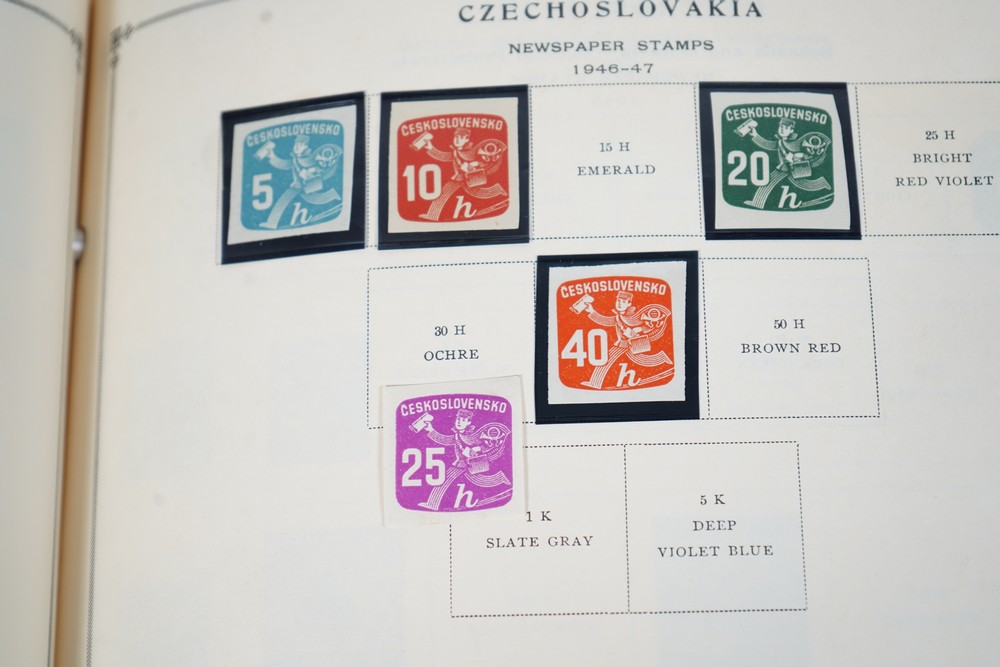 CZECHOSLOVAKIA
NEWSPAPER STAMPS
1946-47
ČESKOSLOVENSKO
5
h
ČESKOSLOVENSKO
10
h
15 H
EMERALD
ČESKOSLOVENSKO
20
h
25 H
BRIGHT
RED VIOLET
30 H
OCHRE
ČESKOSLOVENSKO
40
h
50 H
BROWN RED
ČESKOSLOVENSKO
25
h
1 K
SLATE GRAY
5 K
DEEP
VIOLET BLUE